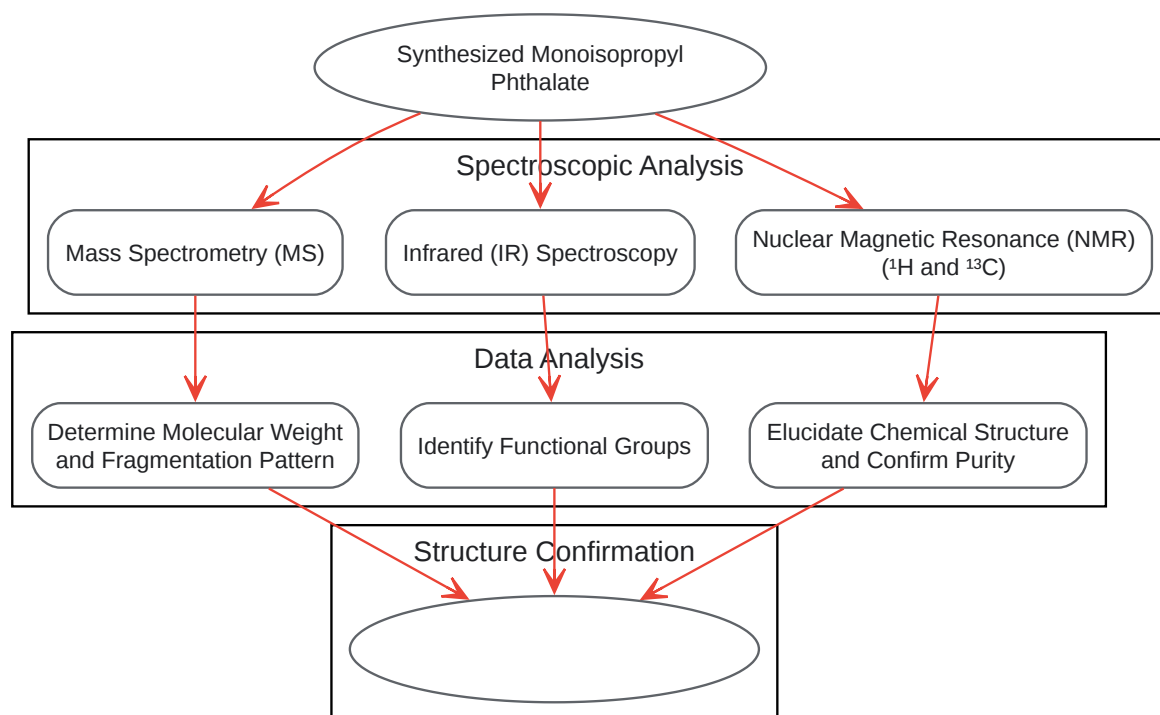 Synthesized Monoisopropyl
Phthalate
Spectroscopic Analysis
Mass Spectrometry (MS)
Infrared (IR) Spectroscopy
Nuclear Magnetic Resonance (NMR)
(¹H and ¹³C)
Data Analysis
Determine Molecular Weight
and Fragmentation Pattern
Identify Functional Groups
Elucidate Chemical Structure
and Confirm Purity
Structure Confirmation